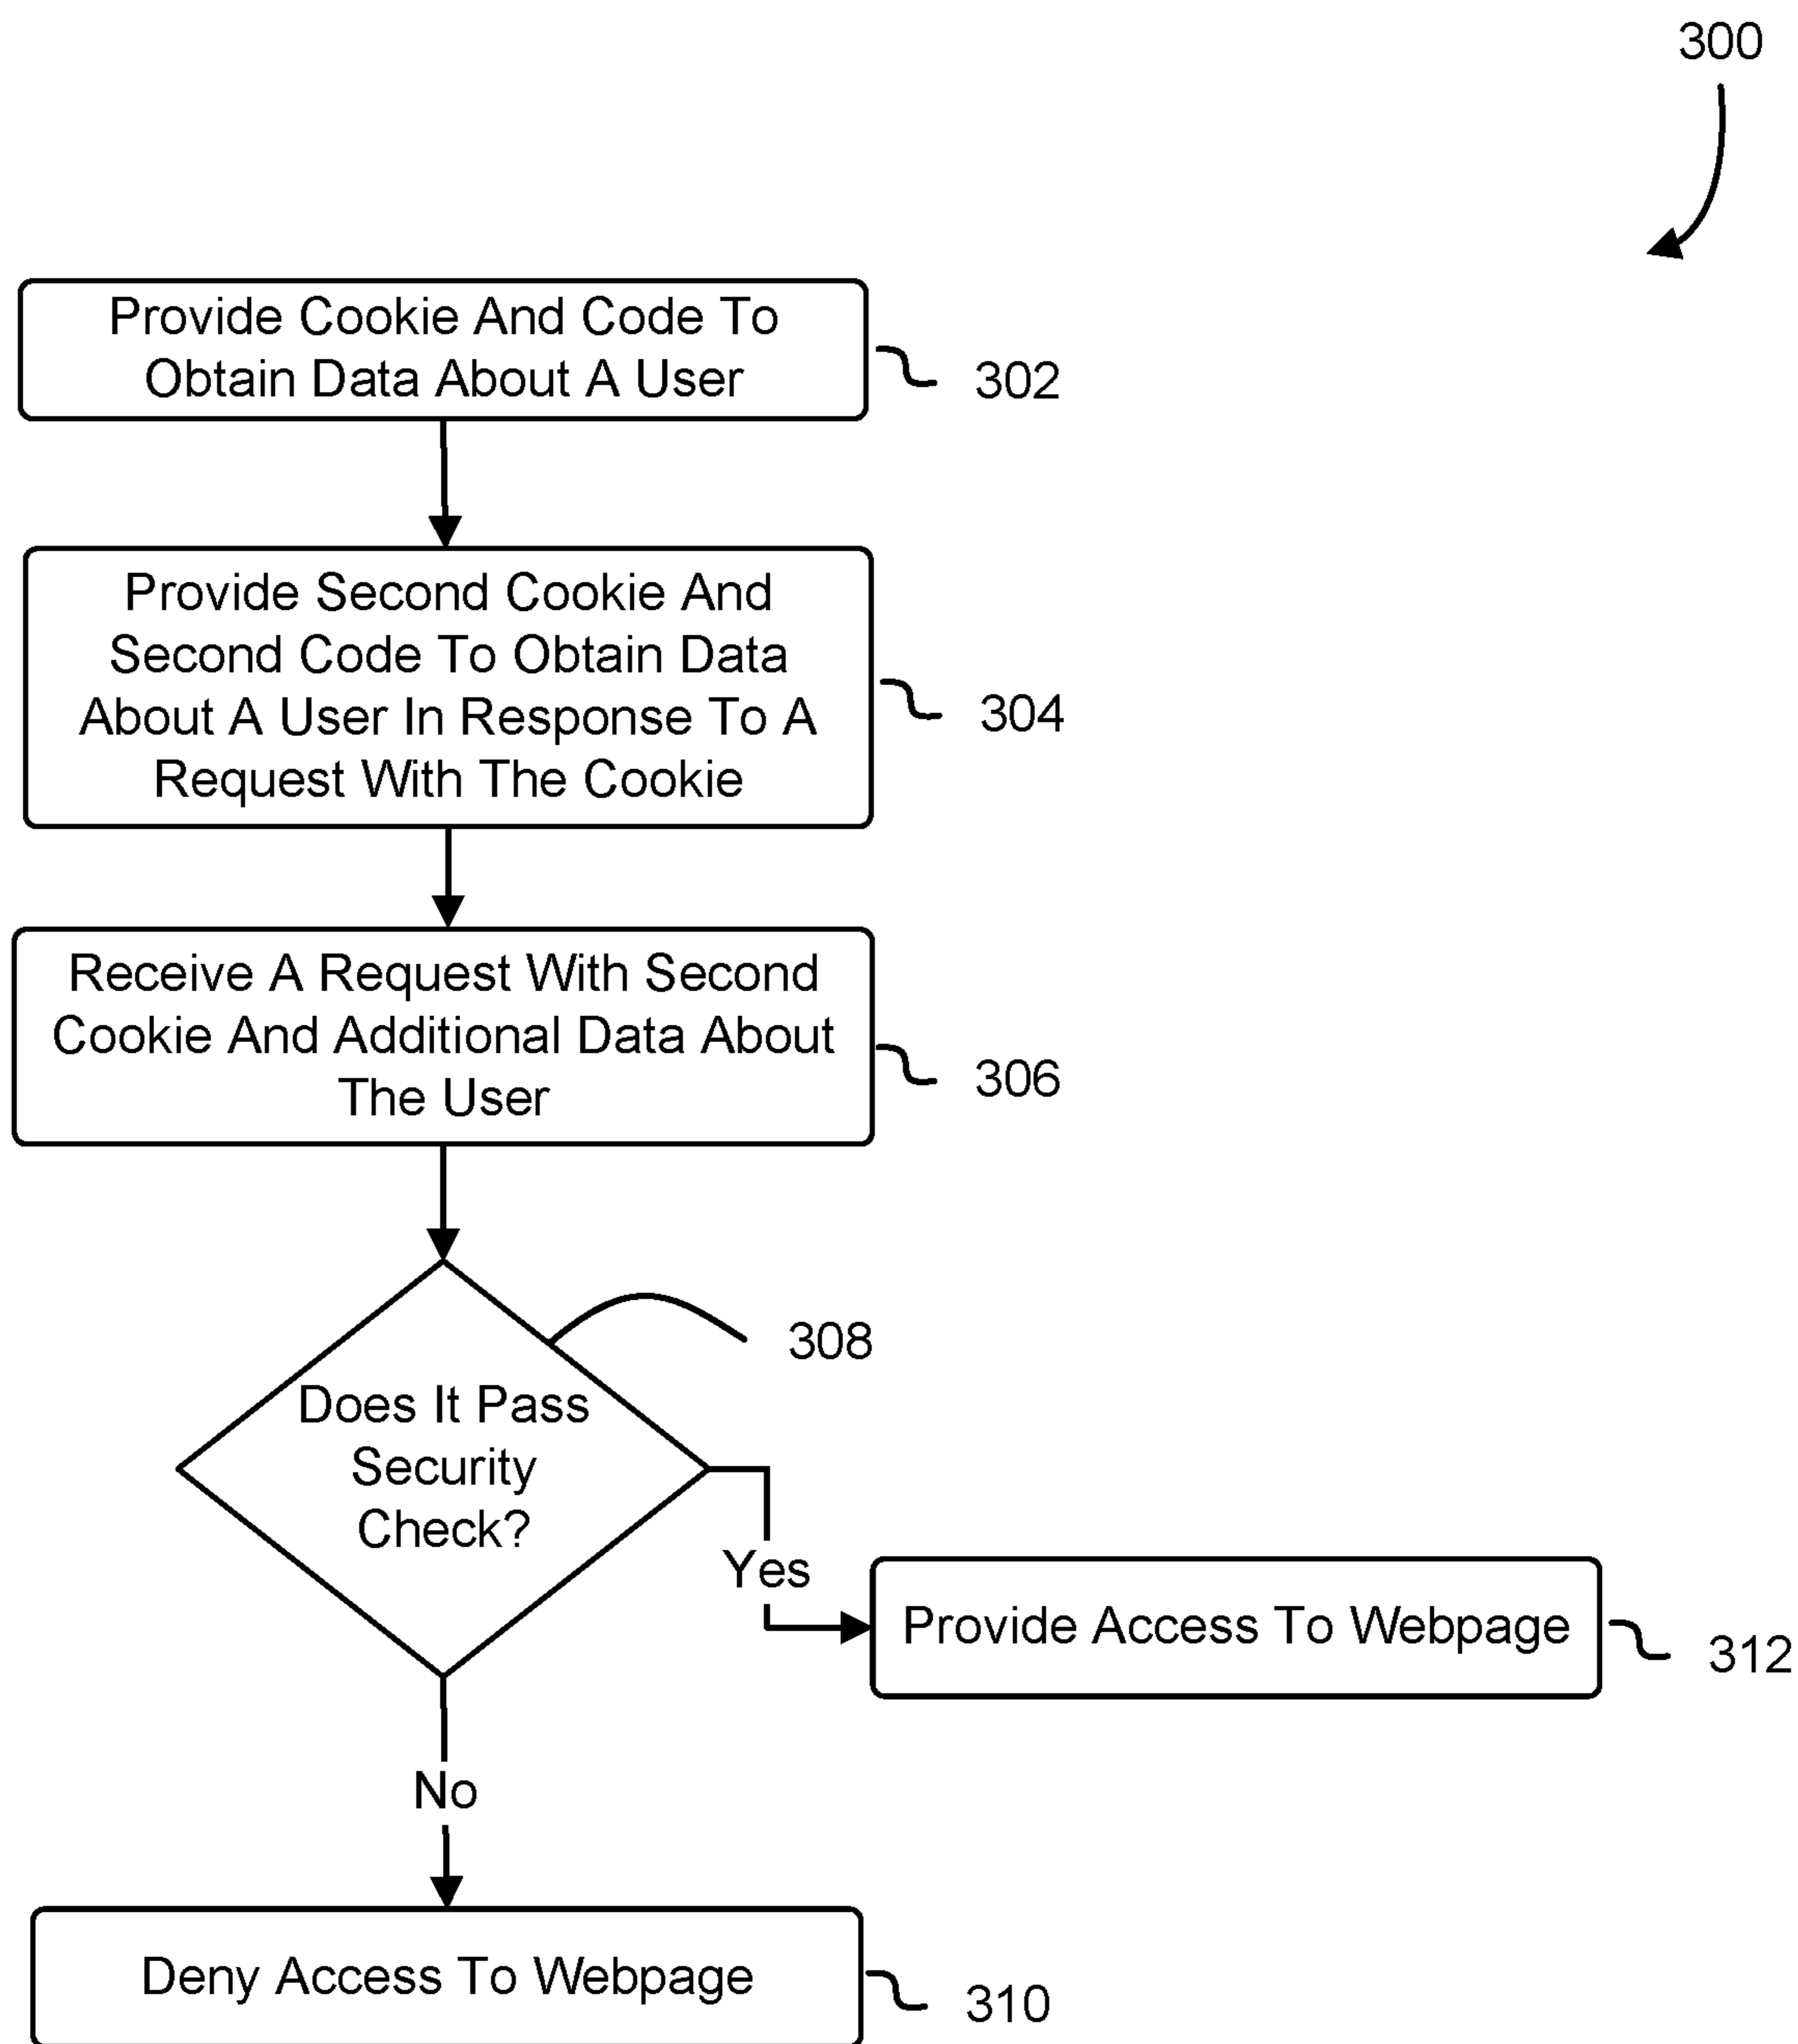 300
Provide Cookie And Code To
Obtain Data About A User
302
Provide Second Cookie And
Second Code To Obtain Data
About A User In Response To A
Request With The Cookie
304
Receive A Request With Second
Cookie And Additional Data About
The User
306
308
Does It Pass
Security
Check?
Yes
Provide Access To Webpage
312
No
Deny Access To Webpage
310